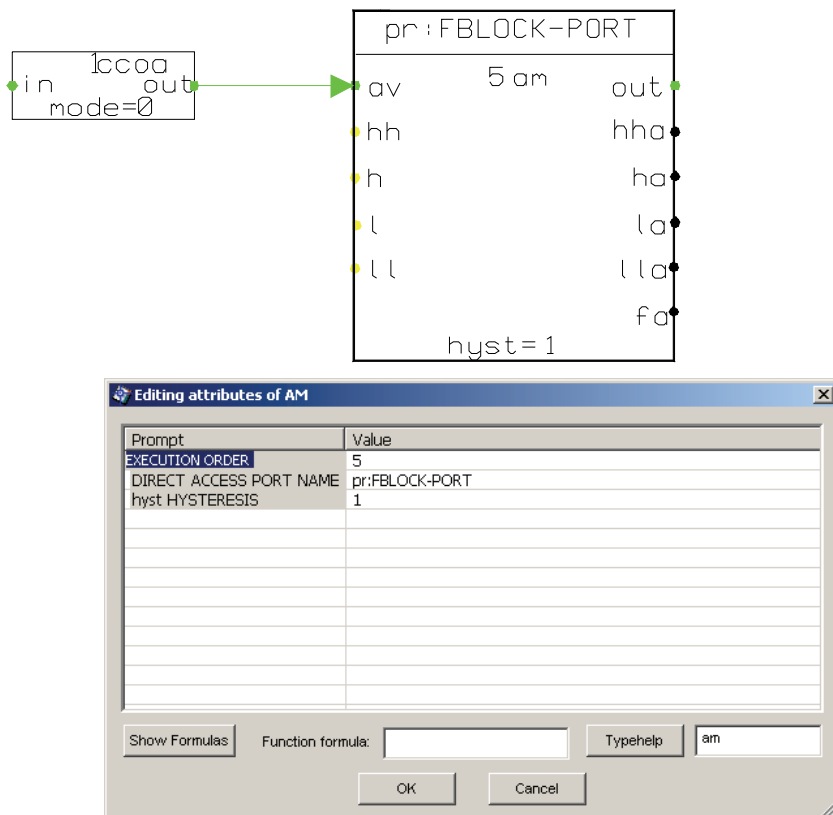 pr:FBLOCK-PORT
1ccoa
in out
mode=0
5 am
av out
hh hha
h ha
l la
ll lla
fa
hyst=1
Editing attributes of AM
Prompt Value
EXECUTION ORDER 5
DIRECT ACCESS PORT NAME pr:FBLOCK-PORT
hyst HYSTERESIS 1
Show Formulas Function formula: Typehelp am
OK Cancel